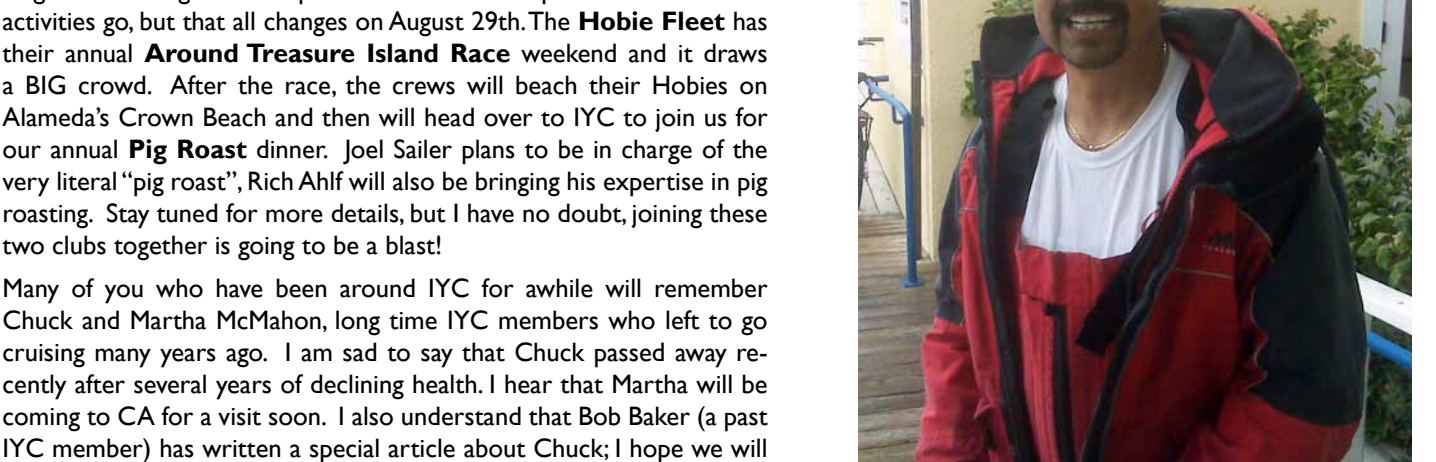 activities go, but that all changes on August 29th. The Hobie Fleet has
their annual Around Treasure Island Race weekend and it draws
a BIG crowd. After the race, the crews will beach their Hobies on
Alameda's Crown Beach and then will head over to IYC to join us for
our annual Pig Roast dinner. Joel Sailer plans to be in charge of the
very literal "pig roast", Rich Ahlf will also be bringing his expertise in pig
roasting. Stay tuned for more details, but I have no doubt, joining these
two clubs together is going to be a blast!
Many of you who have been around IYC for awhile will remember
Chuck and Martha McMahon, long time IYC members who left to go
cruising many years ago. I am sad to say that Chuck passed away re-
cently after several years of declining health. I hear that Martha will be
coming to CA for a visit soon. I also understand that Bob Baker (a past
IYC member) has written a special article about Chuck; I hope we will